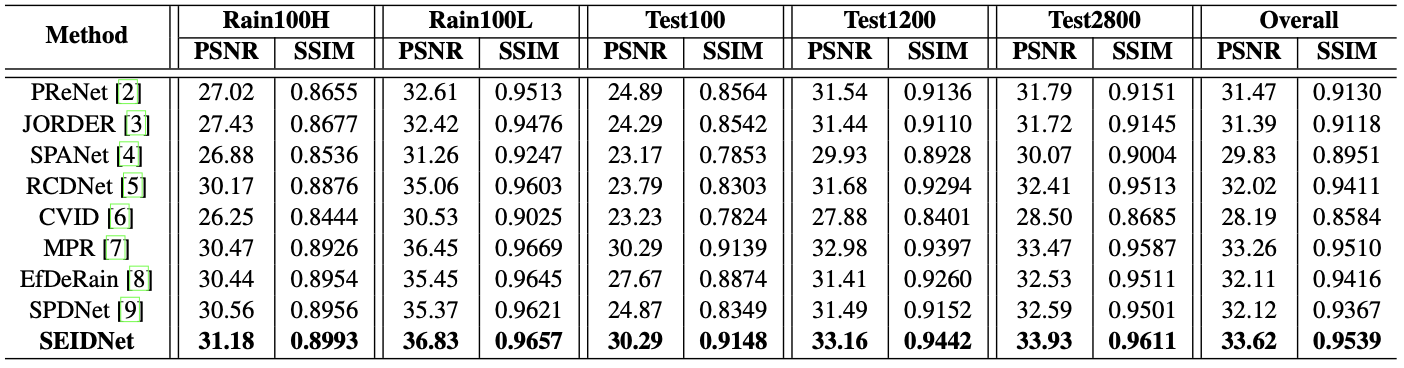 Method Rain100H Rain100L Test100 Test1200 Test2800 Overall
PSNR SSIM PSNR SSIM PSNR SSIM PSNR SSIM PSNR SSIM PSNR SSIM
PReNet [2] 27.02 0.8655 32.61 0.9513 24.89 0.8564 31.54 0.9136 31.79 0.9151 31.47 0.9130
JORDER [3] 27.43 0.8677 32.42 0.9476 24.29 0.8542 31.44 0.9110 31.72 0.9145 31.39 0.9118
SPANet [4] 26.88 0.8536 31.26 0.9247 23.17 0.7853 29.93 0.8928 30.07 0.9004 29.83 0.8951
RCDNet [5] 30.17 0.8876 35.06 0.9603 23.79 0.8303 31.68 0.9294 32.41 0.9513 32.02 0.9411
CVID [6] 26.25 0.8444 30.53 0.9025 23.23 0.7824 27.88 0.8401 28.50 0.8685 28.19 0.8584
MPR [7] 30.47 0.8926 36.45 0.9669 30.29 0.9139 32.98 0.9397 33.47 0.9587 33.26 0.9510
EfDeRain [8] 30.44 0.8954 35.45 0.9645 27.67 0.8874 31.41 0.9260 32.53 0.9511 32.11 0.9416
SPDNet [9] 30.56 0.8956 35.37 0.9621 24.87 0.8349 31.49 0.9152 32.59 0.9501 32.12 0.9367
SEIDNet 31.18 0.8993 36.83 0.9657 30.29 0.9148 33.16 0.9442 33.93 0.9611 33.62 0.9539